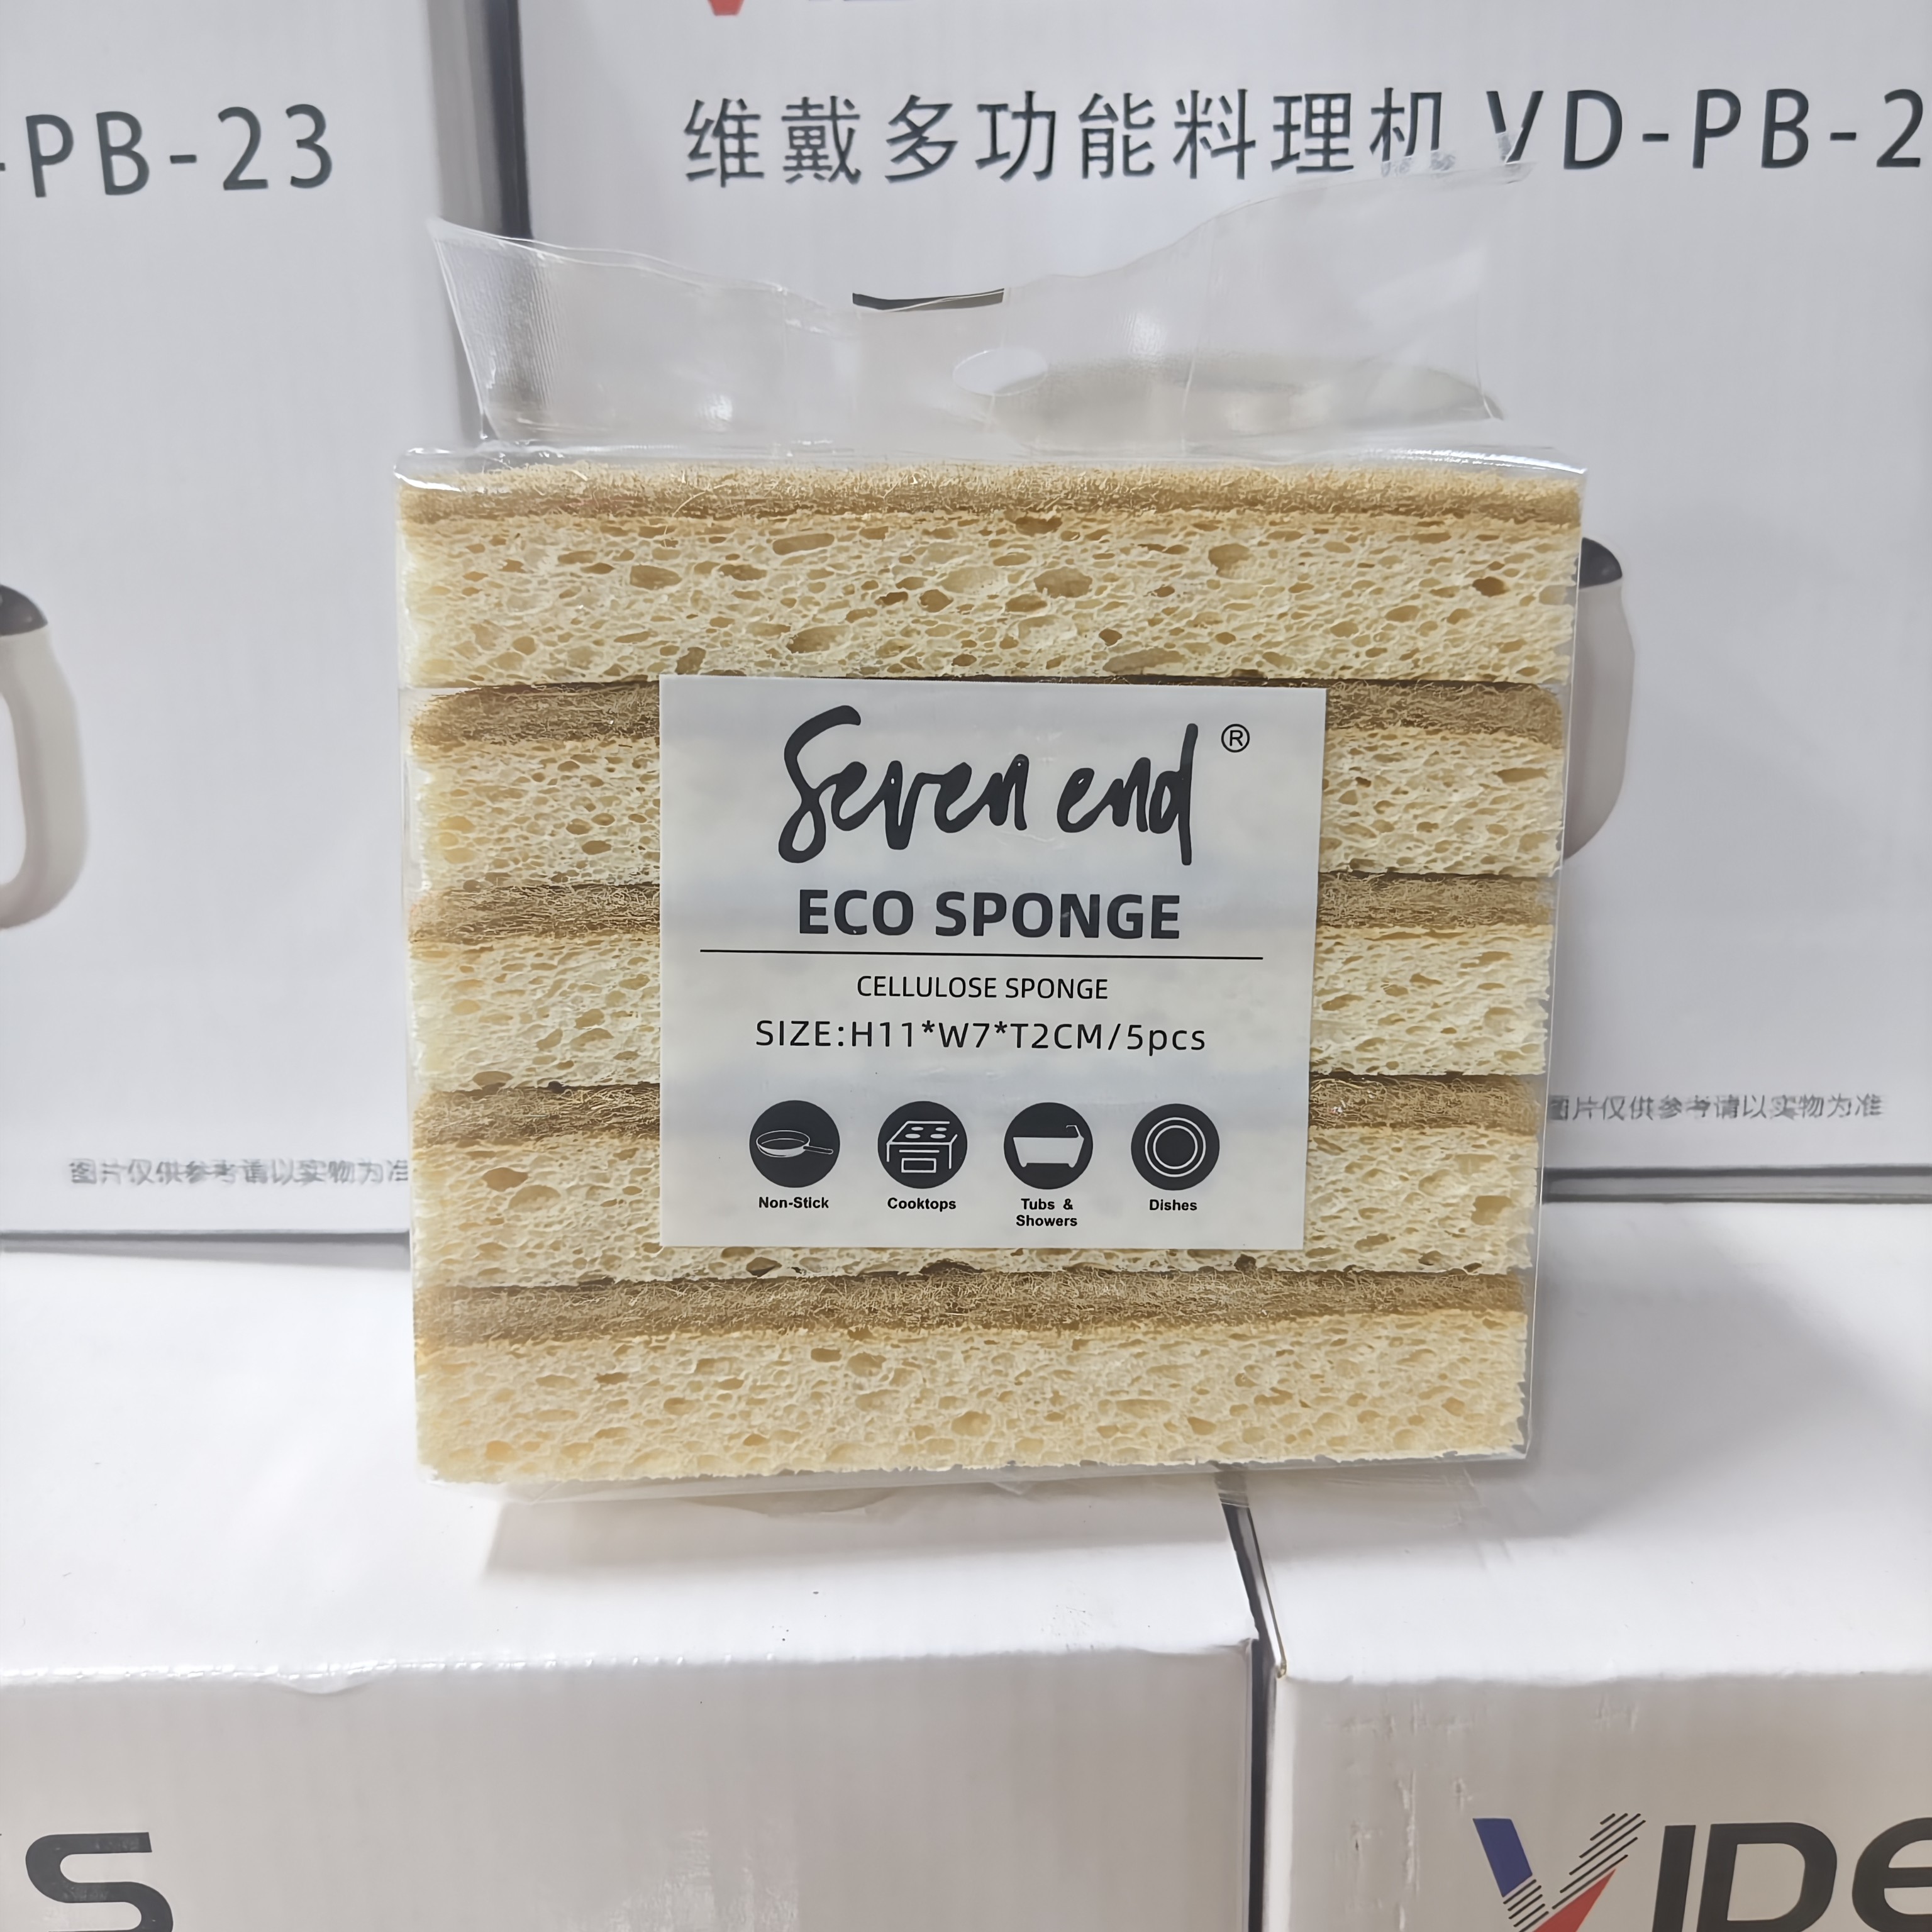 -PB-23
维戴多功能料理机 VD-PB-2
Seven end ®
ECO SPONGE
CELLULOSE SPONGE
SIZE:H11*W7*T2CM/5pcs
Non-Stick
Cooktops
Tubs & Showers
Dishes
图片仅供参考请以实物为准
图片仅供参考请以实物为准
S
VIDE